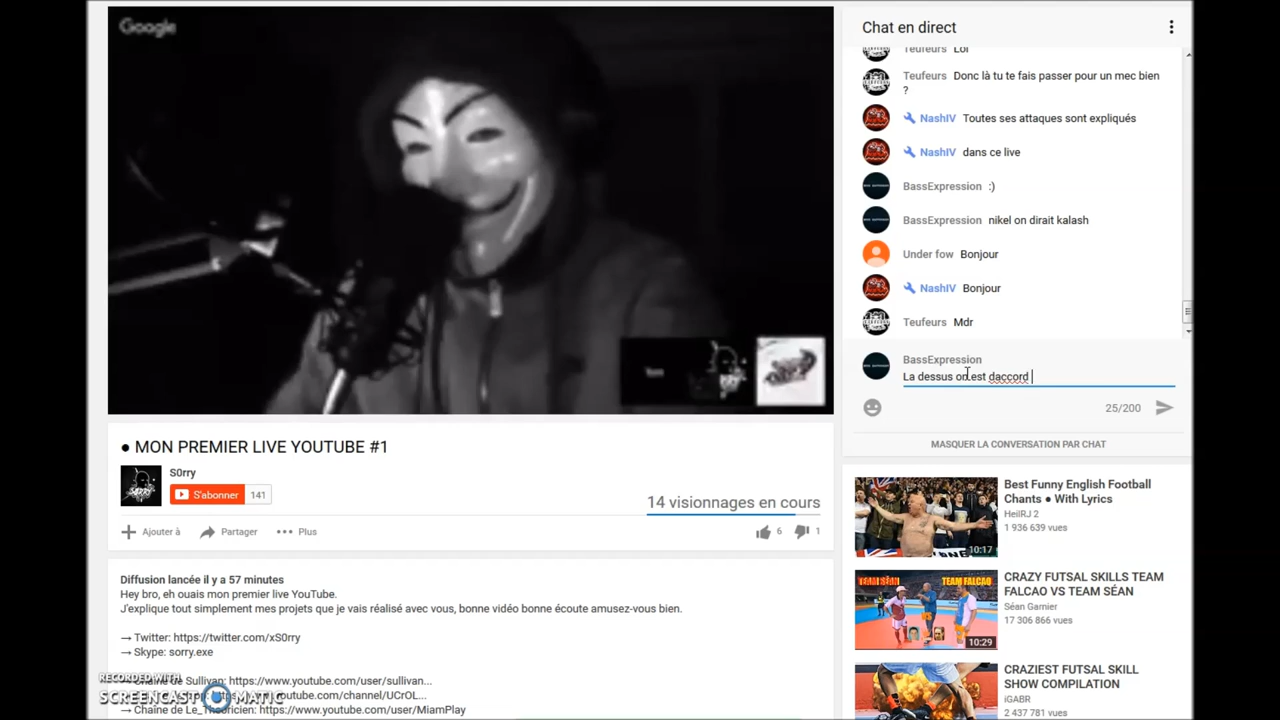 Google
Chat en direct
Teufeurs Lol
Teufeurs Donc là tu te fais passer pour un mec bien
?
NashIV Toutes ses attaques sont expliqués
NashIV dans ce live
BassExpression :)
BassExpression nikel on dirait kalash
Under fow Bonjour
NashIV Bonjour
Teufeurs Mdr
BassExpression
La dessus on est daccord
25/200
MASQUER LA CONVERSATION PAR CHAT
● MON PREMIER LIVE YOUTUBE #1
S0rry
S'abonner 141
14 visionnages en cours
Ajouter à Partager Plus 6 1
Diffusion lancée il y a 57 minutes
Hey bro, eh ouais mon premier live YouTube.
J'explique tout simplement mes projets que je vais réalisé avec vous, bonne vidéo bonne écoute amusez-vous bien.
→ Twitter: https://twitter.com/xS0rry
→ Skype: sorry.exe
Chaîne de Sullivan: https://www.youtube.com/user/sullivan...
youtube.com/channel/UCrOL...
→ Chaîne de Le_Theoricien: https://www.youtube.com/user/MiamPlay
RECORDED WITH
SCREENCAST MATIC
Best Funny English Football
Chants ● With Lyrics
HeilRJ 2
1 936 639 vues
10:17
TEAM SÉAN TEAM FALCAO
CRAZY FUTSAL SKILLS TEAM
FALCAO VS TEAM SÉAN
Séan Garnier
17 306 866 vues
10:29
CRAZIEST FUTSAL SKILL
SHOW COMPILATION
iGABR
2 437 781 vues